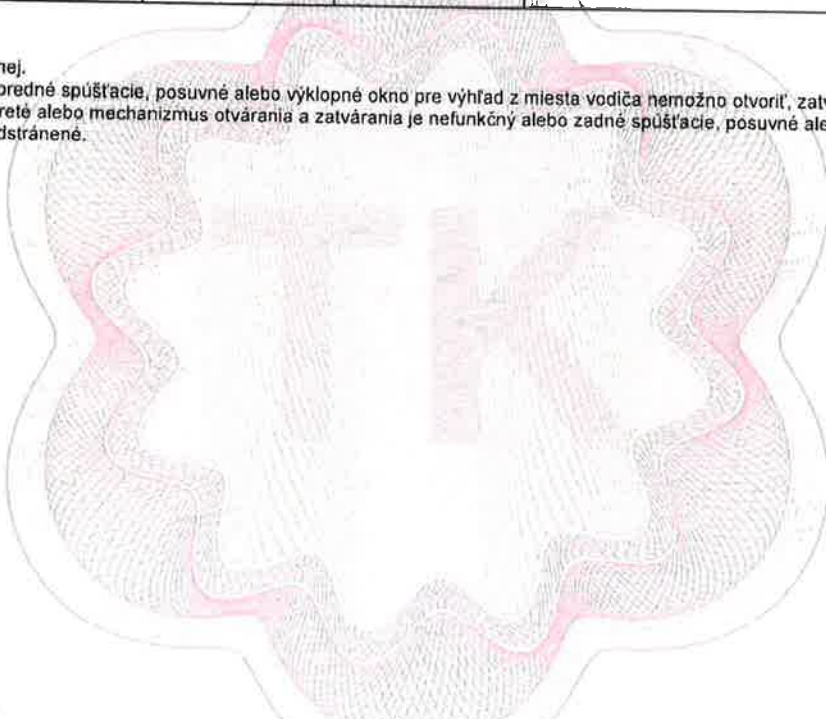 nej.
predné spúšťacie, posuvné alebo výklopné okno pre výhľad z miesta vodiča nemožno otvoriť, zatv
reté alebo mechanizmus otvárania a zatvárania je nefunkčný alebo zadné spúšťacie, posuvné ale
dstránené.
TK